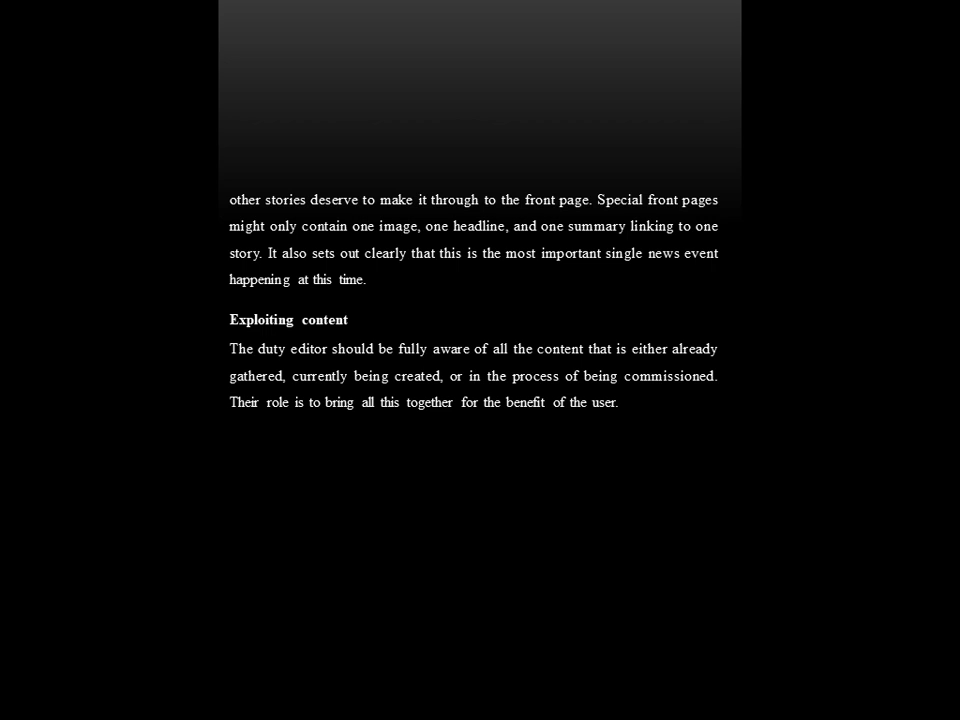 other stories deserve to make it through to the front page. Special front pages
might only contain one image, one headline, and one summary linking to one
story. It also sets out clearly that this is the most important single news event
happening at this time.
Exploiting content
The duty editor should be fully aware of all the content that is either already
gathered, currently being created, or in the process of being commissioned.
Their role is to bring all this together for the benefit of the user.